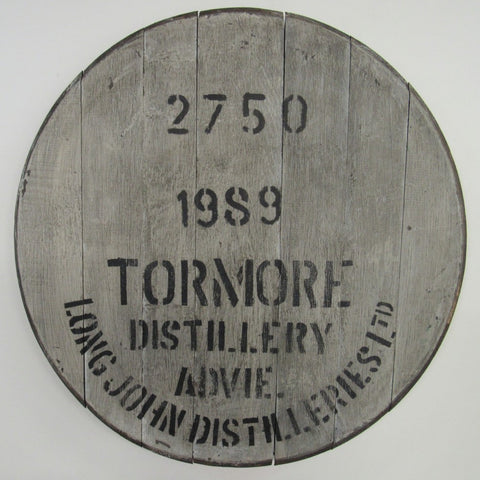 2750
1989
TORMORE
DISTILLERY
ADVIE.
LONG JOHN DISTILLERIES LTD